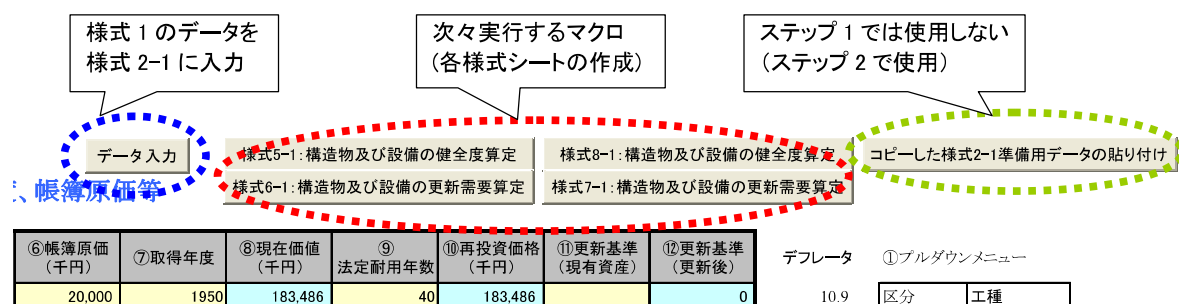 様式 1 のデータを
様式 2-1 に入力
次々実行するマクロ
（各様式シートの作成）
ステップ 1 では使用しない
（ステップ 2 で使用）
データ入力
様式5-1：構造物及び設備の健全度算定
様式8-1：構造物及び設備の健全度算定
コピーした様式2-1準備用データの貼り付け
様式6-1：構造物及び設備の更新需要算定
様式7-1：構造物及び設備の更新需要算定
、帳簿原価等
⑥帳簿原価
（千円）
⑦取得年度
⑧現在価値
（千円）
⑨
法定耐用年数
⑩再投資価格
（千円）
⑪更新基準
（現有資産）
⑫更新基準
（更新後）
デフレータ
①プルダウンメニュー
20,000
1950
183,486
40
183,486
0
10.9
区分
工種